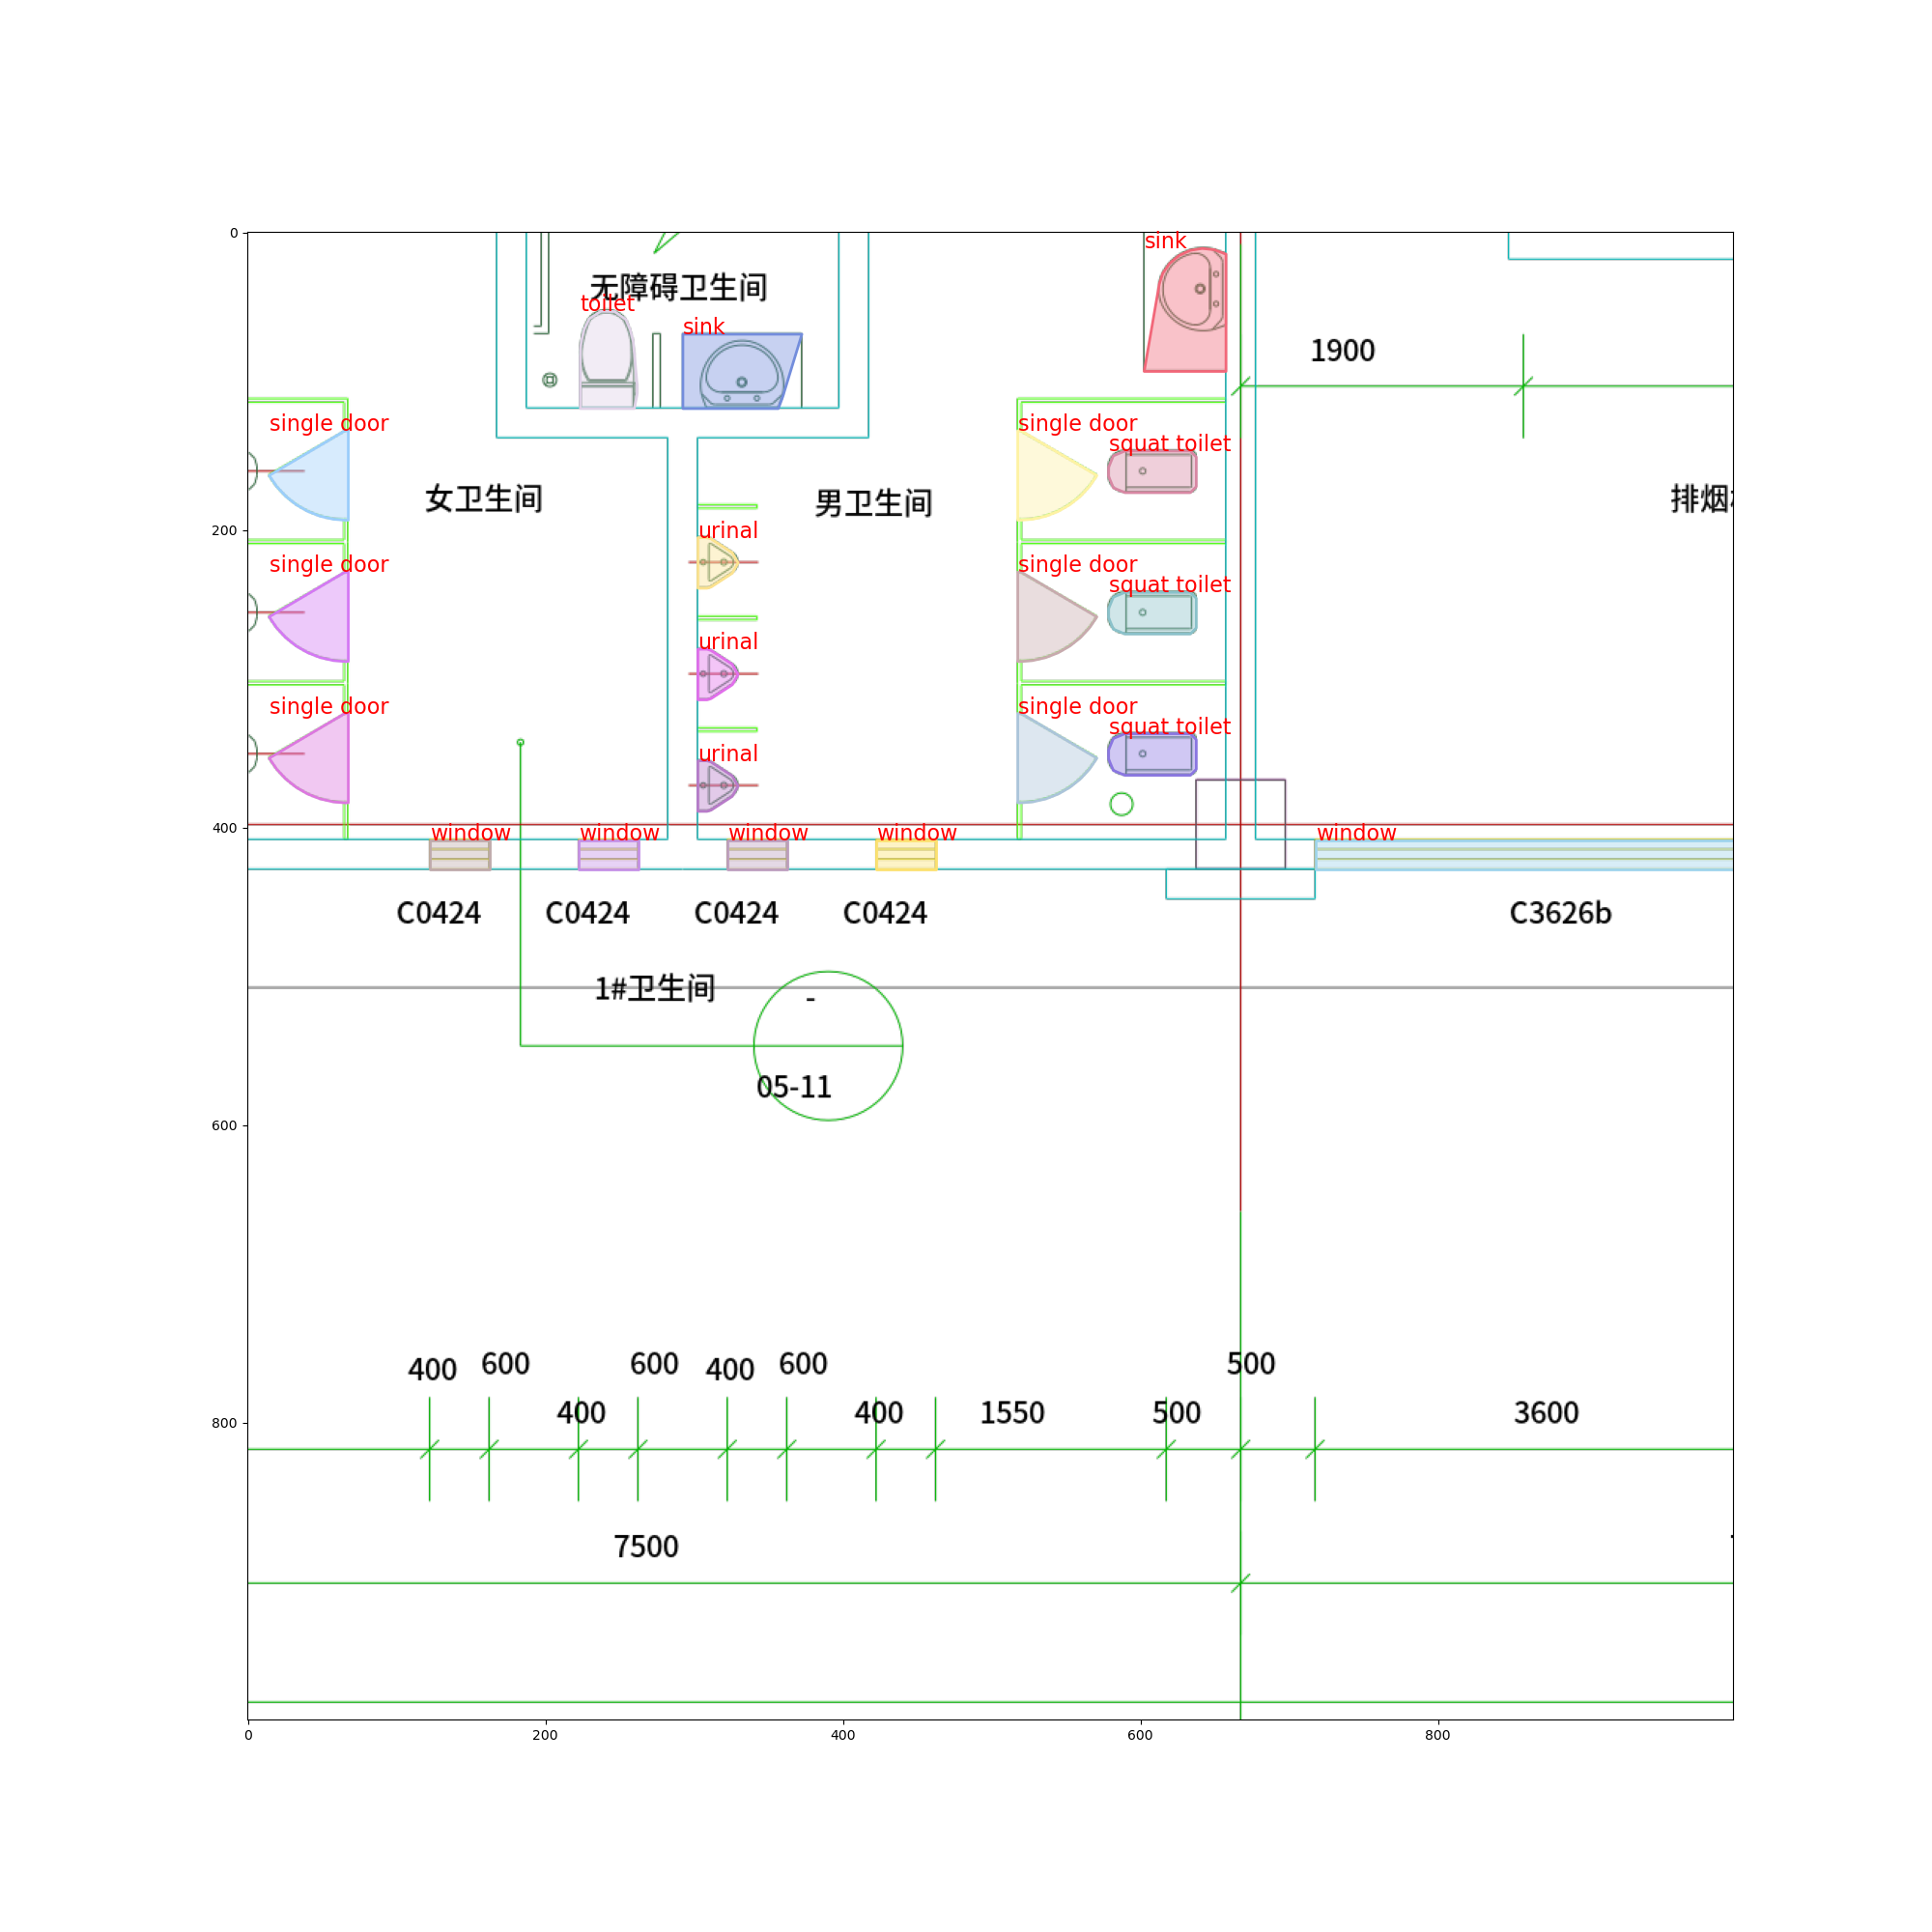 0
sink
无障碍卫生间
toilet
sink
1900
single door
single door
squat toilet
女卫生间
男卫生间
排烟
200
urinal
single door
single door
squat toilet
urinal
single door
single door
squat toilet
urinal
400
window
window
window
window
window
C0424
C0424
C0424
C0424
C3626b
1#卫生间
-
05-11
600
400
600
600
400
600
500
800
400
400
1550
500
3600
7500
0
200
400
600
800